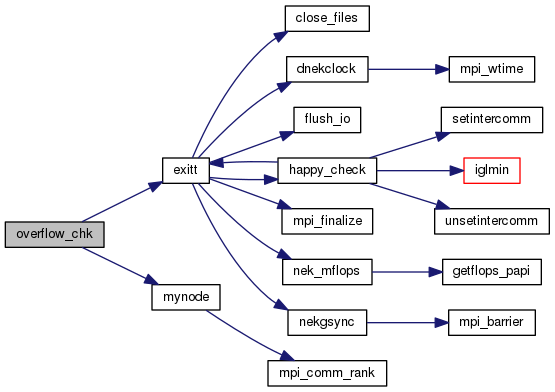 close_files
dnekclock
mpi_wtime
flush_io
setintercomm
exitt
happy_check
iglmin
mpi_finalize
unsetintercomm
overflow_chk
nek_mflops
getflops_papi
mynode
nekgsync
mpi_barrier
mpi_comm_rank